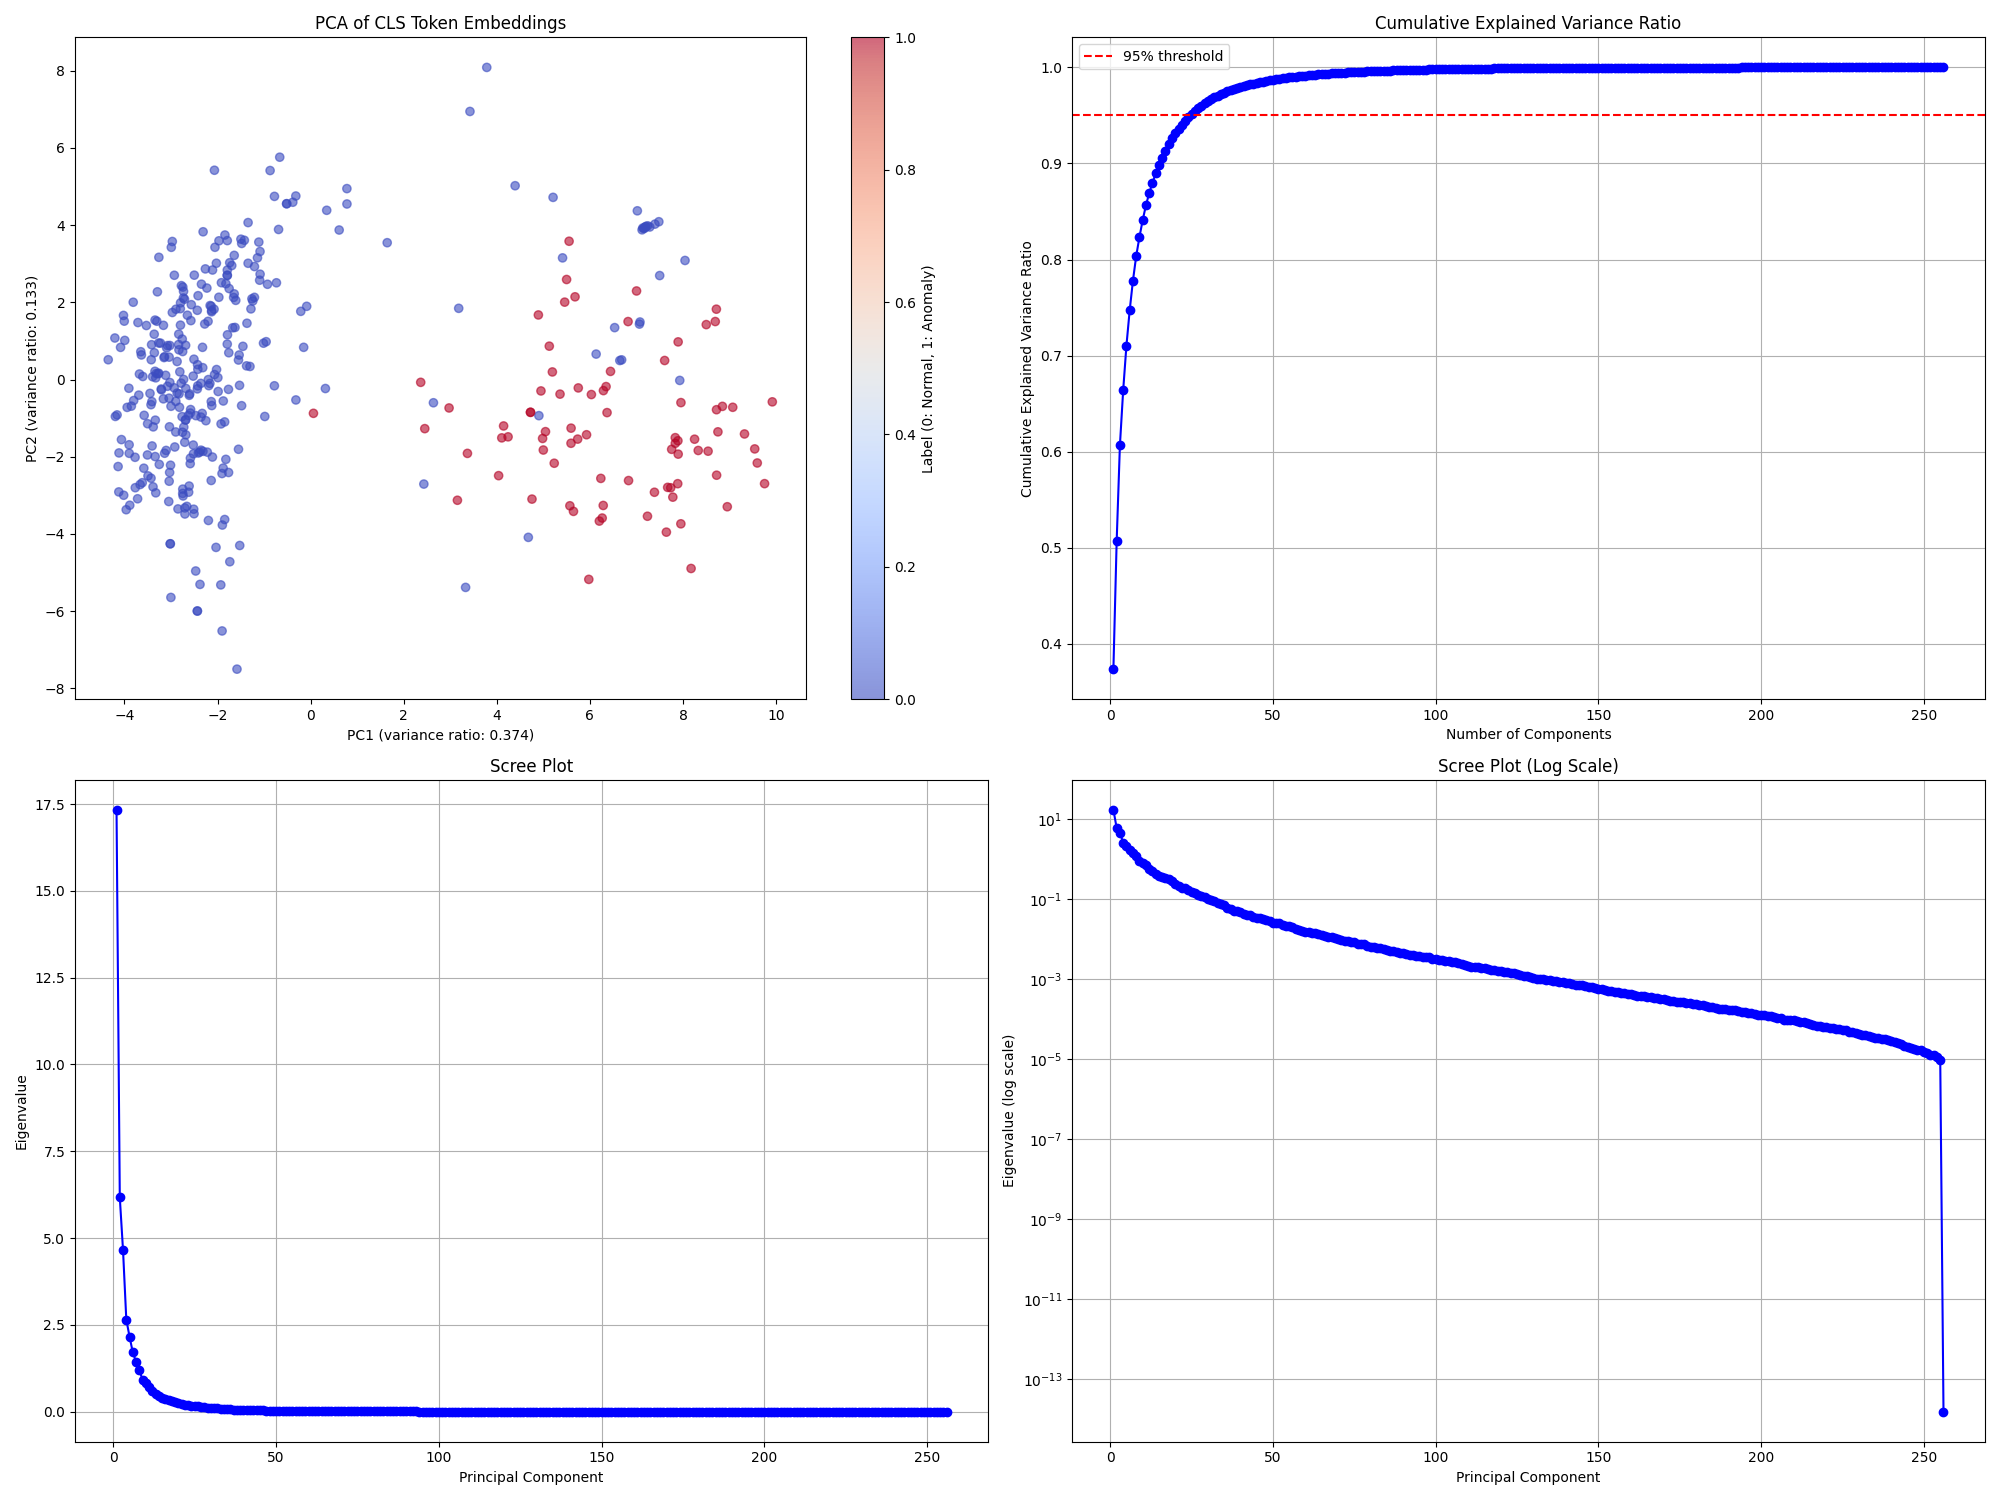 PCA of CLS Token Embeddings
8
6
4
2
0
−2
−4
−6
−8
PC2 (variance ratio: 0.133)
−4 −2 0 2 4 6 8 10
PC1 (variance ratio: 0.374)
1.0
0.8
0.6
0.4
0.2
0.0
Label (0: Normal, 1: Anomaly)
Cumulative Explained Variance Ratio
95% threshold
1.0
0.9
0.8
0.7
0.6
0.5
0.4
Cumulative Explained Variance Ratio
0 50 100 150 200 250
Number of Components
Scree Plot
17.5
15.0
12.5
10.0
7.5
5.0
2.5
0.0
Eigenvalue
0 50 100 150 200 250
Principal Component
Scree Plot (Log Scale)
10¹
10⁻¹
10⁻³
10⁻⁵
10⁻⁷
10⁻⁹
10⁻¹¹
10⁻¹³
Eigenvalue (log scale)
0 50 100 150 200 250
Principal Component